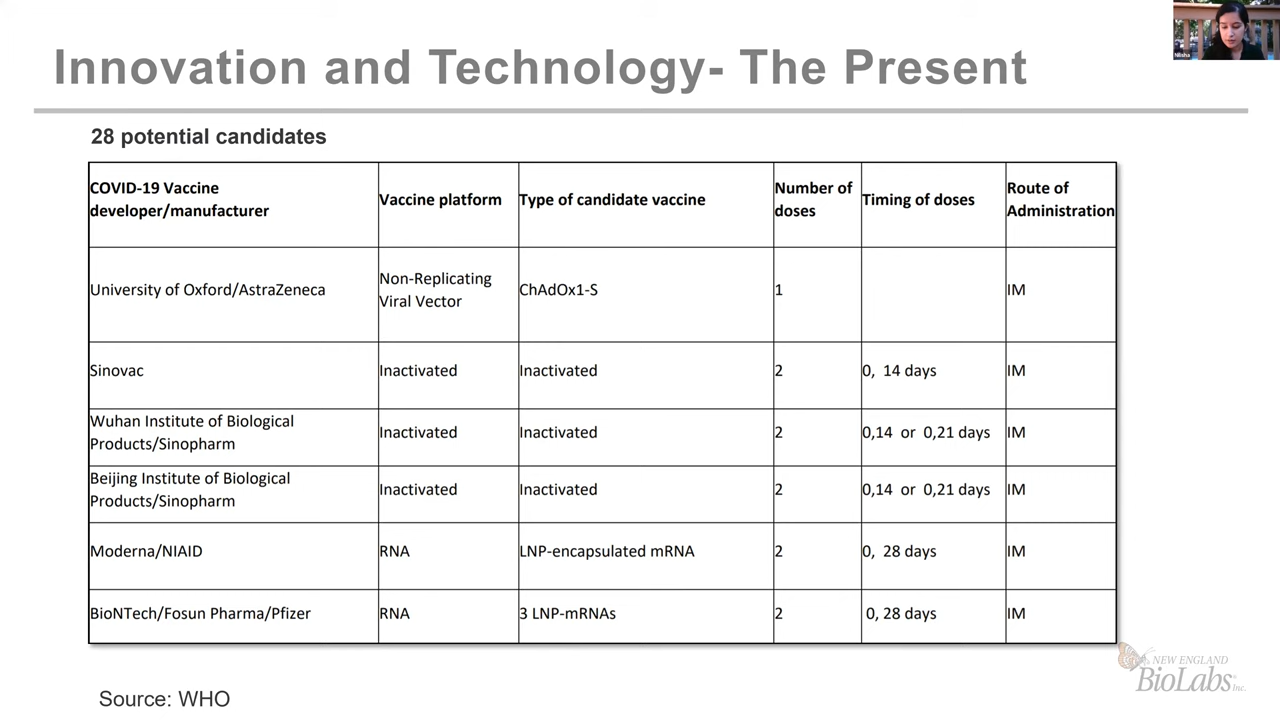 Innovation and Technology- The Present
Nilisha
28 potential candidates
COVID-19 Vaccine
developer/manufacturer
Vaccine platform
Type of candidate vaccine
Number of
doses
Timing of doses
Route of
Administration
University of Oxford/AstraZeneca
Non-Replicating
Viral Vector
ChAdOx1-S
1
IM
Sinovac
Inactivated
Inactivated
2
0, 14 days
IM
Wuhan Institute of Biological
Products/Sinopharm
Inactivated
Inactivated
2
0,14 or 0,21 days
IM
Beijing Institute of Biological
Products/Sinopharm
Inactivated
Inactivated
2
0,14 or 0,21 days
IM
Moderna/NIAID
RNA
LNP-encapsulated mRNA
2
0, 28 days
IM
BioNTech/Fosun Pharma/Pfizer
RNA
3 LNP-mRNAs
2
0, 28 days
IM
NEW ENGLAND
BioLabs Inc.
Source: WHO